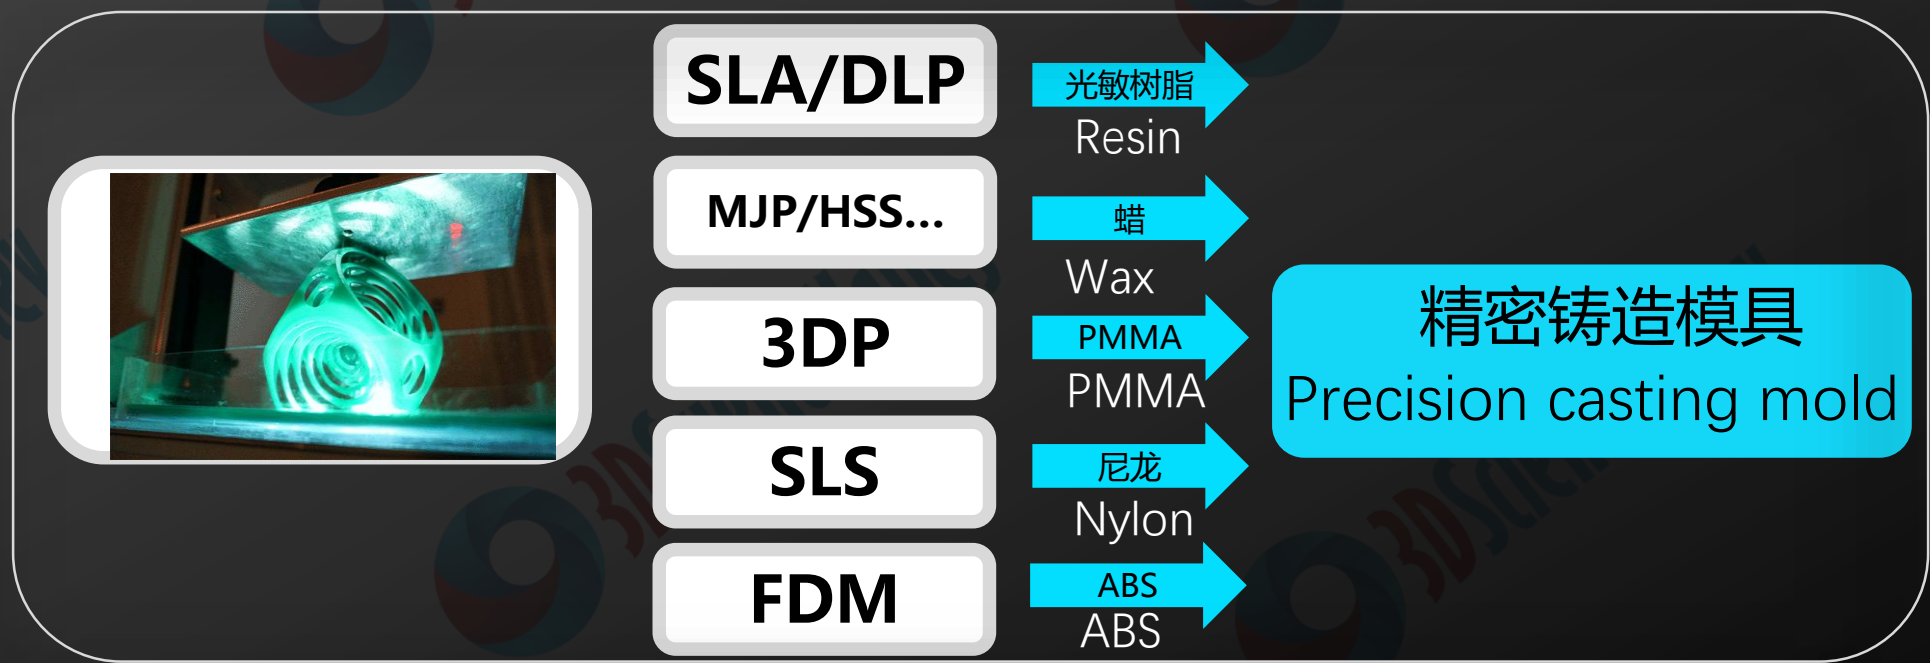 SLA/DLP
光敏树脂
Resin
MJP/HSS...
蜡
Wax
3DP
PMMA
PMMA
SLS
尼龙
Nylon
FDM
ABS
ABS
精密铸造模具
Precision casting mold
3DScience